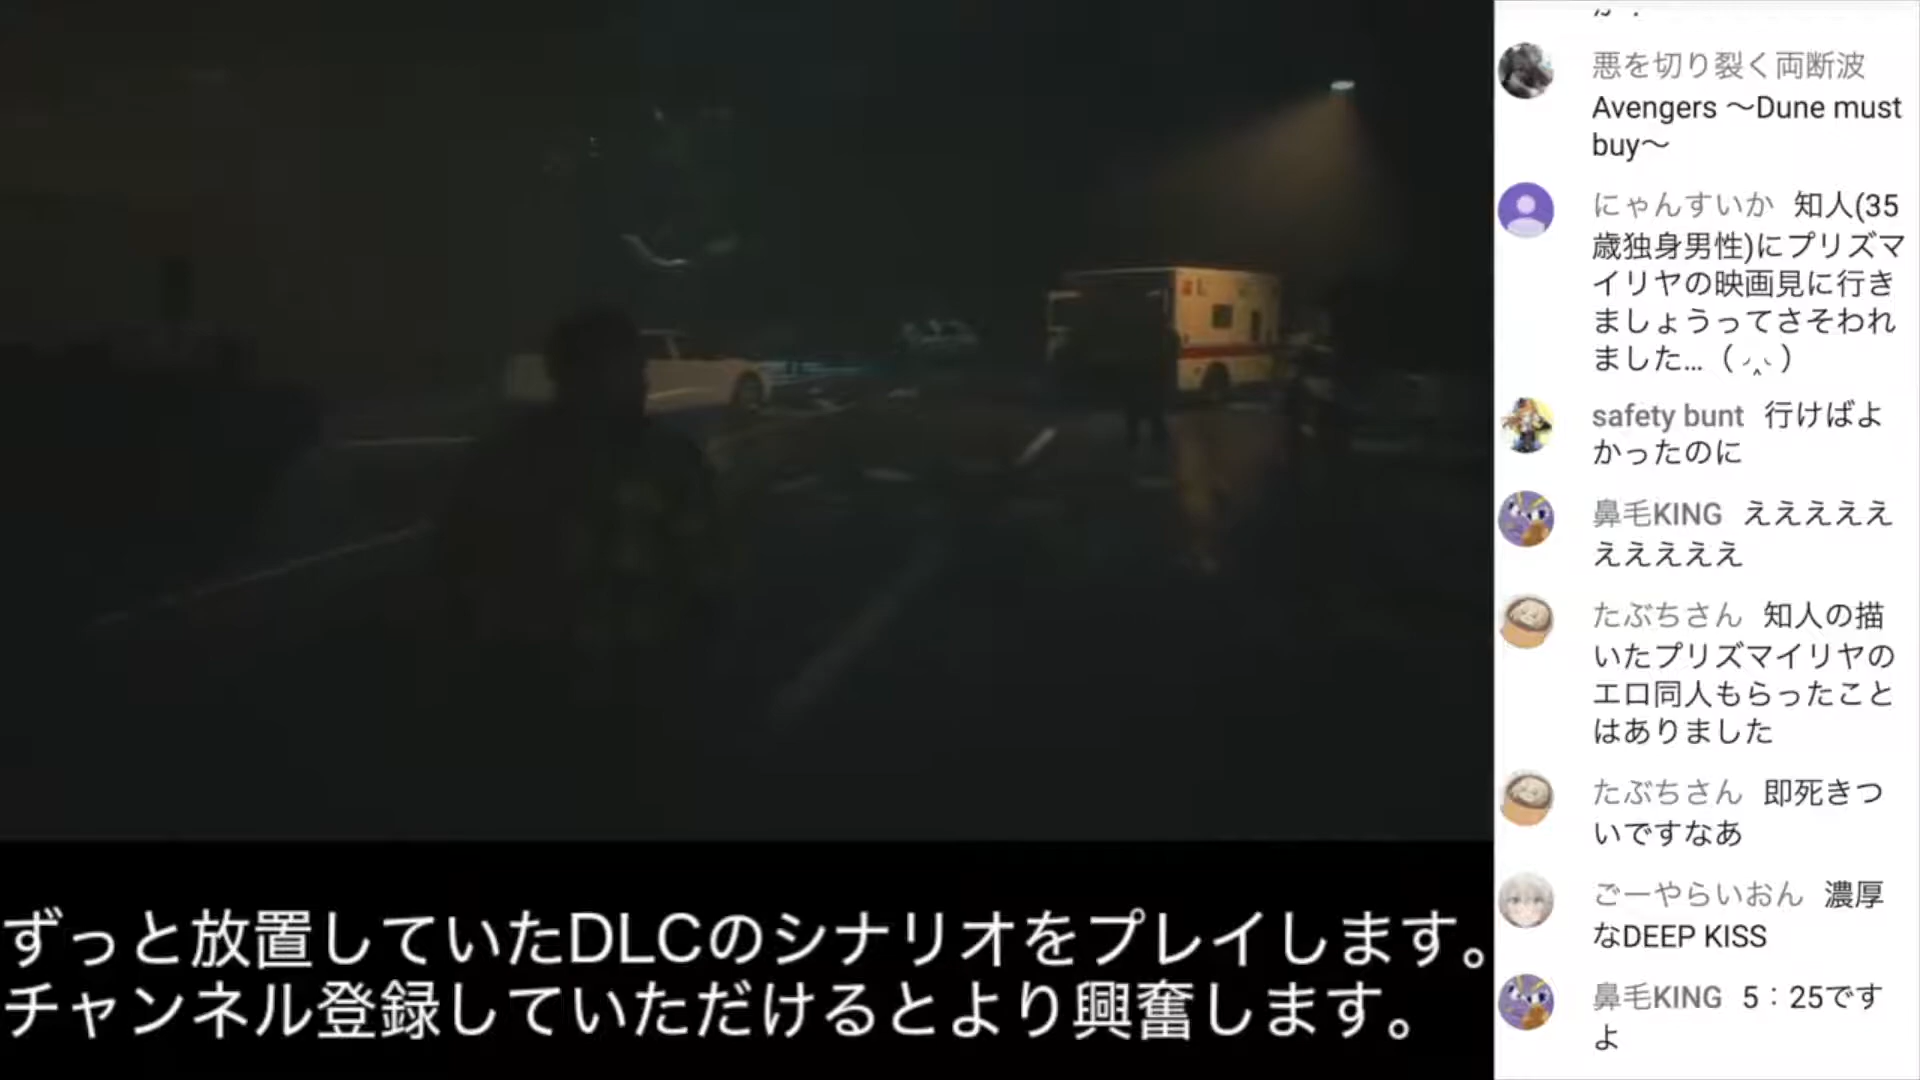 ずっと放置していたDLCのシナリオをプレイします。
チャンネル登録していただけるとより興奮します。
悪を切り裂く両断波
Avengers 〜Dune must
buy〜
にゃんすいか 知人(35
歳独身男性)にプリズマ
イリヤの映画見に行き
ましょうってさそわれ
ました...（ ◞‸◟ ）
safety bunt 行けばよ
かったのに
鼻毛KING えええええ
えええええ
たぶちさん 知人の描
いたプリズマイリヤの
エロ同人もらったこと
はありました
たぶちさん 即死きつ
いですなあ
ごーやらいおん 濃厚
なDEEP KISS
鼻毛KING 5：25です
よ